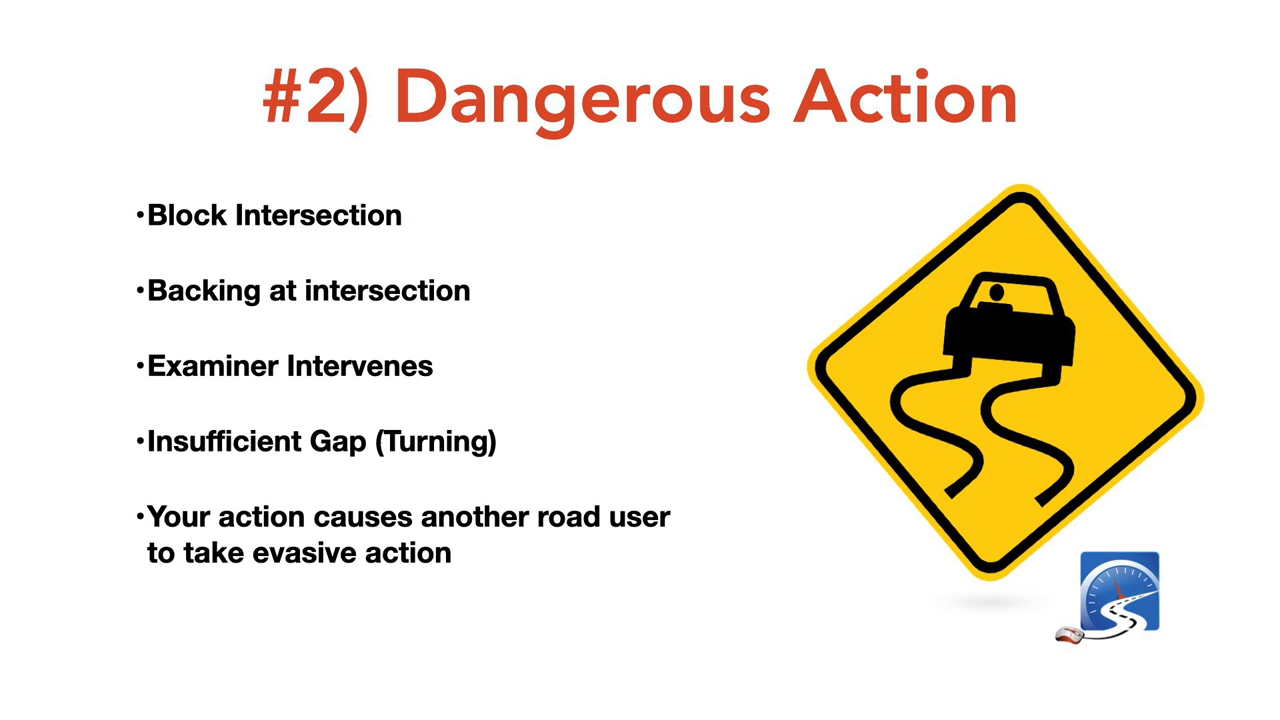 #2) Dangerous Action
•Block Intersection
•Backing at intersection
•Examiner Intervenes
•Insufficient Gap (Turning)
•Your action causes another road user
to take evasive action